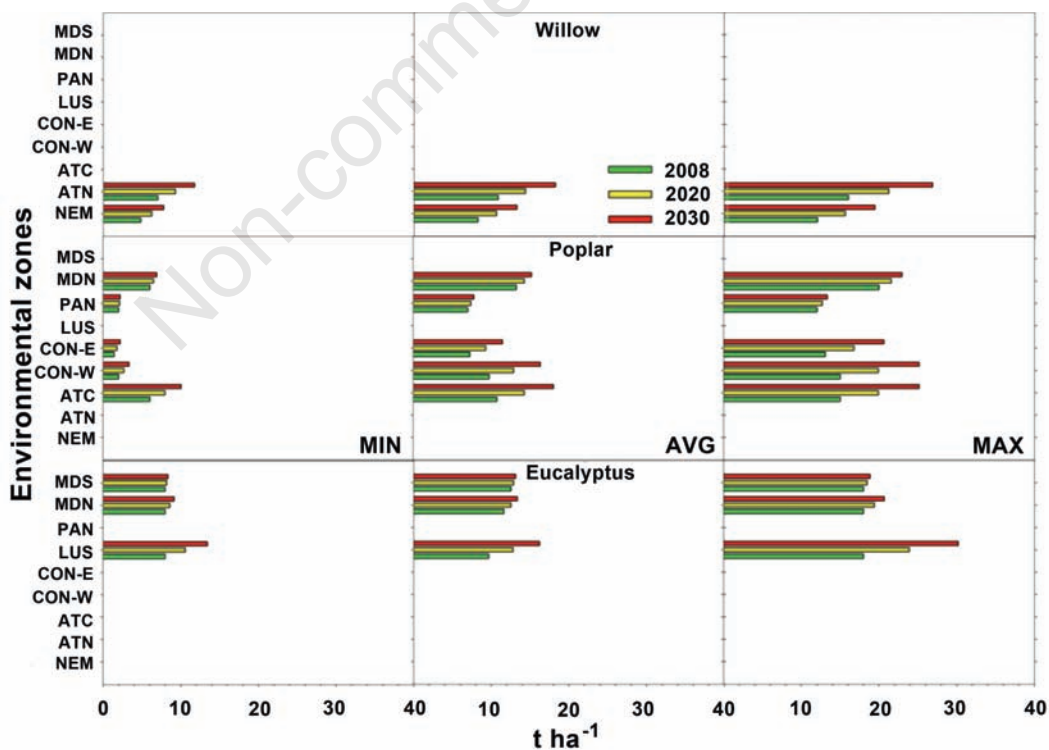 Non-comme
Willow
MDS
MDN
PAN
LUS
CON-E
CON-W
ATC
ATN
NEM
2008
2020
2030
Poplar
MDS
MDN
PAN
LUS
CON-E
CON-W
ATC
ATN
NEM
MIN
AVG
MAX
Eucalyptus
MDS
MDN
PAN
LUS
CON-E
CON-W
ATC
ATN
NEM
Environmental zones
0 10 20 30 40 10 20 30 40 10 20 30 40
t ha⁻¹